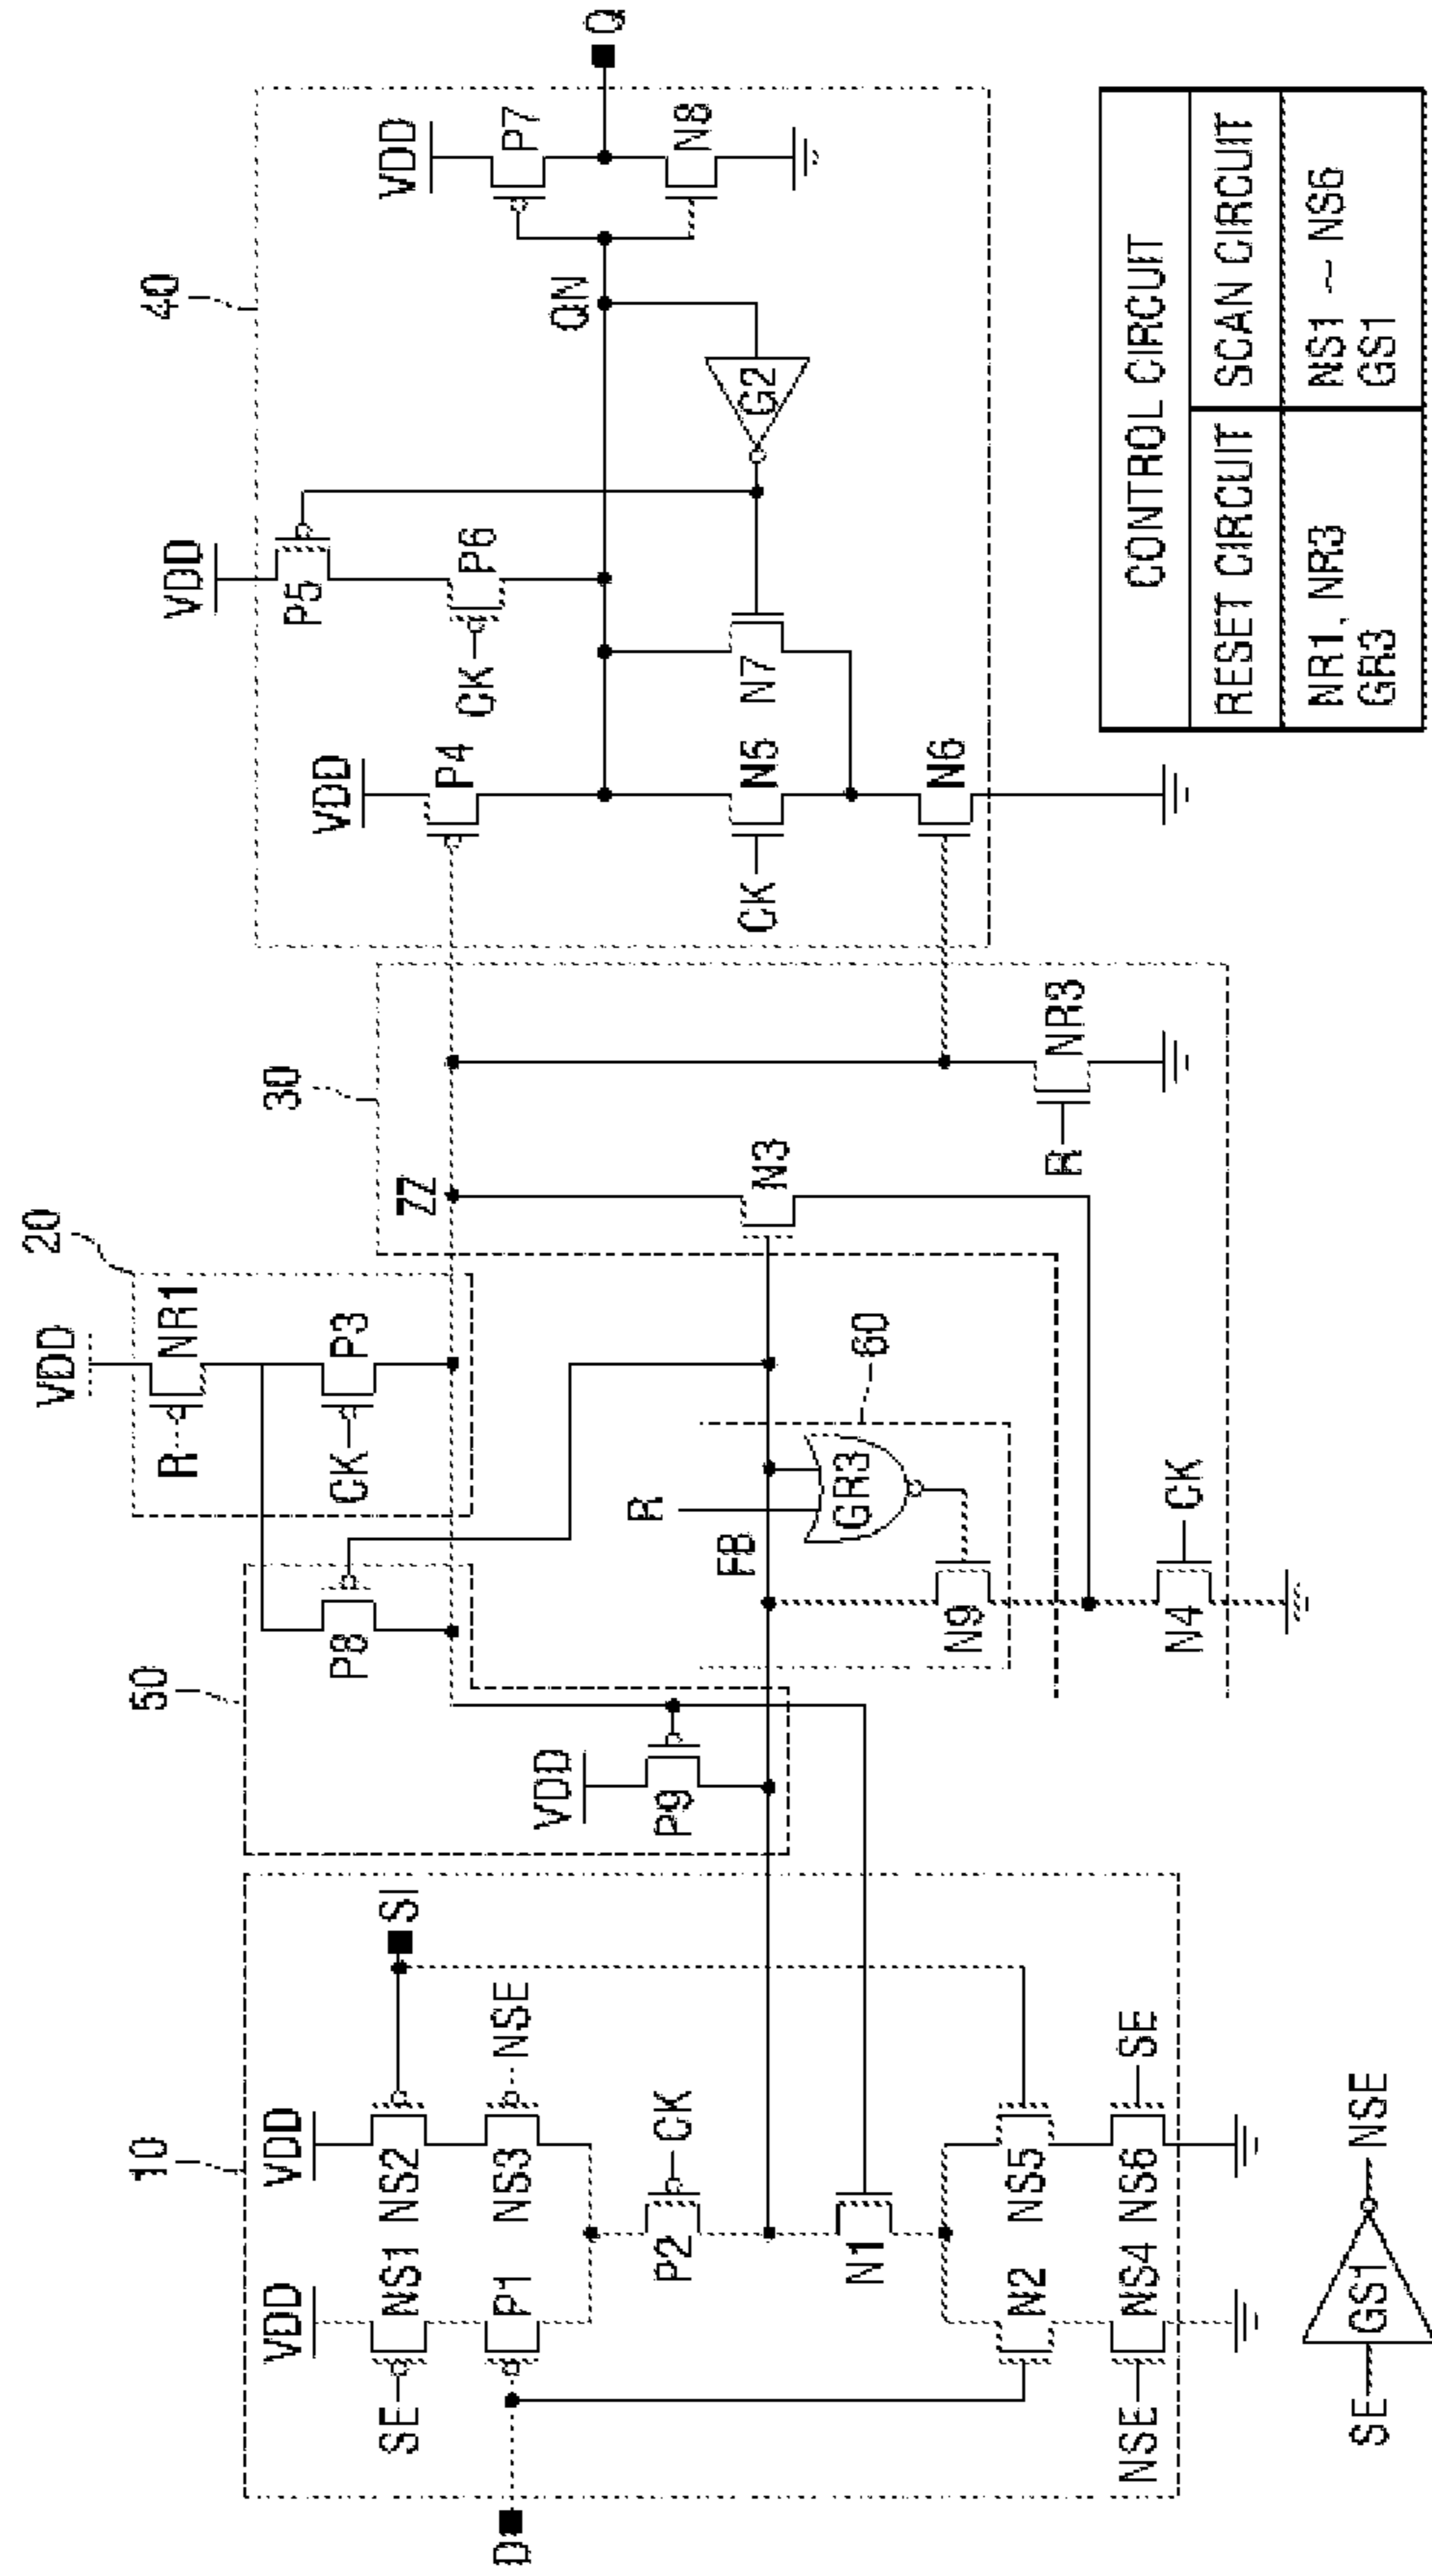 10
50
20
30
40
60
D
SE
VDD
NS1
P1
VDD
NS2
NS3
NSE
SI
P2
CK
N1
N2
NS4
NSE
NS5
NS6
SE
SE
GS1
NSE
VDD
P9
P8
VDD
NR1
R
P3
CK
R
FB
GR3
N9
N4
CK
ZZ
N3
R
NR3
VDD
P4
CK
N5
N6
N7
VDD
P5
P6
CK
G2
QN
VDD
P7
N8
Q
CONTROL CIRCUIT
RESET CIRCUIT
SCAN CIRCUIT
NR1, NR3
GR3
NS1 ~ NS6
GS1